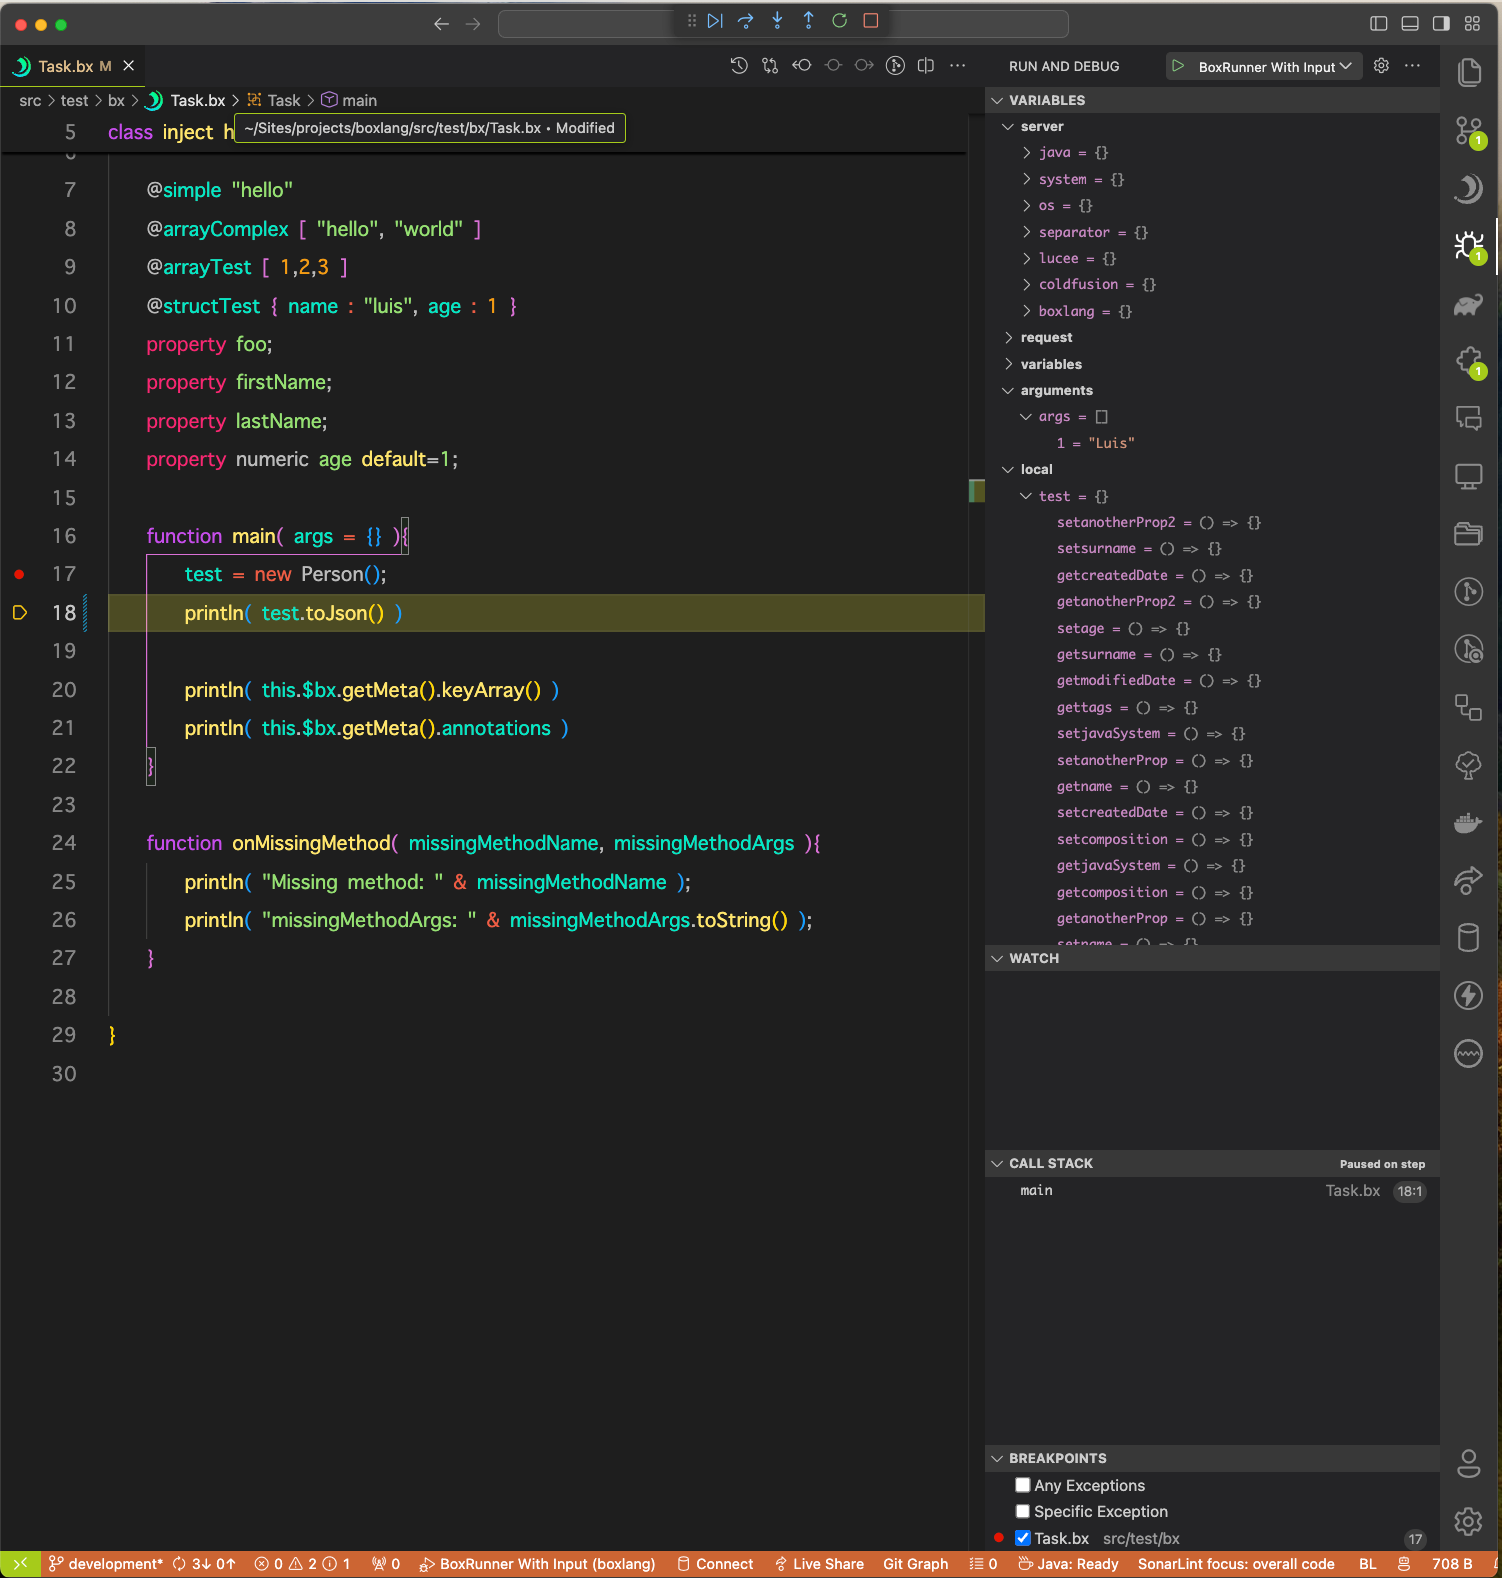 Task.bx M
RUN AND DEBUG
BoxRunner With Input
src > test > bx > Task.bx > Task > main
~/Sites/projects/boxlang/src/test/bx/Task.bx • Modified
5 class inject h
7 @simple "hello"
8 @arrayComplex [ "hello", "world" ]
9 @arrayTest [ 1,2,3 ]
10 @structTest { name : "luis", age : 1 }
11 property foo;
12 property firstName;
13 property lastName;
14 property numeric age default=1;
15
16 function main( args = {} ){
17 test = new Person();
18 println( test.toJson() )
19
20 println( this.$bx.getMeta().keyArray() )
21 println( this.$bx.getMeta().annotations )
22 }
23
24 function onMissingMethod( missingMethodName, missingMethodArgs ){
25 println( "Missing method: " & missingMethodName );
26 println( "missingMethodArgs: " & missingMethodArgs.toString() );
27 }
28
29 }
30
VARIABLES
server
java = {}
system = {}
os = {}
separator = {}
lucee = {}
coldfusion = {}
boxlang = {}
request
variables
arguments
args = []
1 = "Luis"
local
test = {}
setanotherProp2 = () => {}
setsurname = () => {}
getcreatedDate = () => {}
getanotherProp2 = () => {}
setage = () => {}
getsurname = () => {}
getmodifiedDate = () => {}
gettags = () => {}
setjavaSystem = () => {}
setanotherProp = () => {}
getname = () => {}
setcreatedDate = () => {}
setcomposition = () => {}
getjavaSystem = () => {}
getcomposition = () => {}
getanotherProp = () => {}
setname = () => {}
WATCH
CALL STACK Paused on step
main Task.bx 18:1
BREAKPOINTS
Any Exceptions
Specific Exception
Task.bx src/test/bx 17
1
1
1
development* 3↓ 0↑ 0 2 1 0 BoxRunner With Input (boxlang) Connect Live Share Git Graph 0 Java: Ready SonarLint focus: overall code BL 708 B